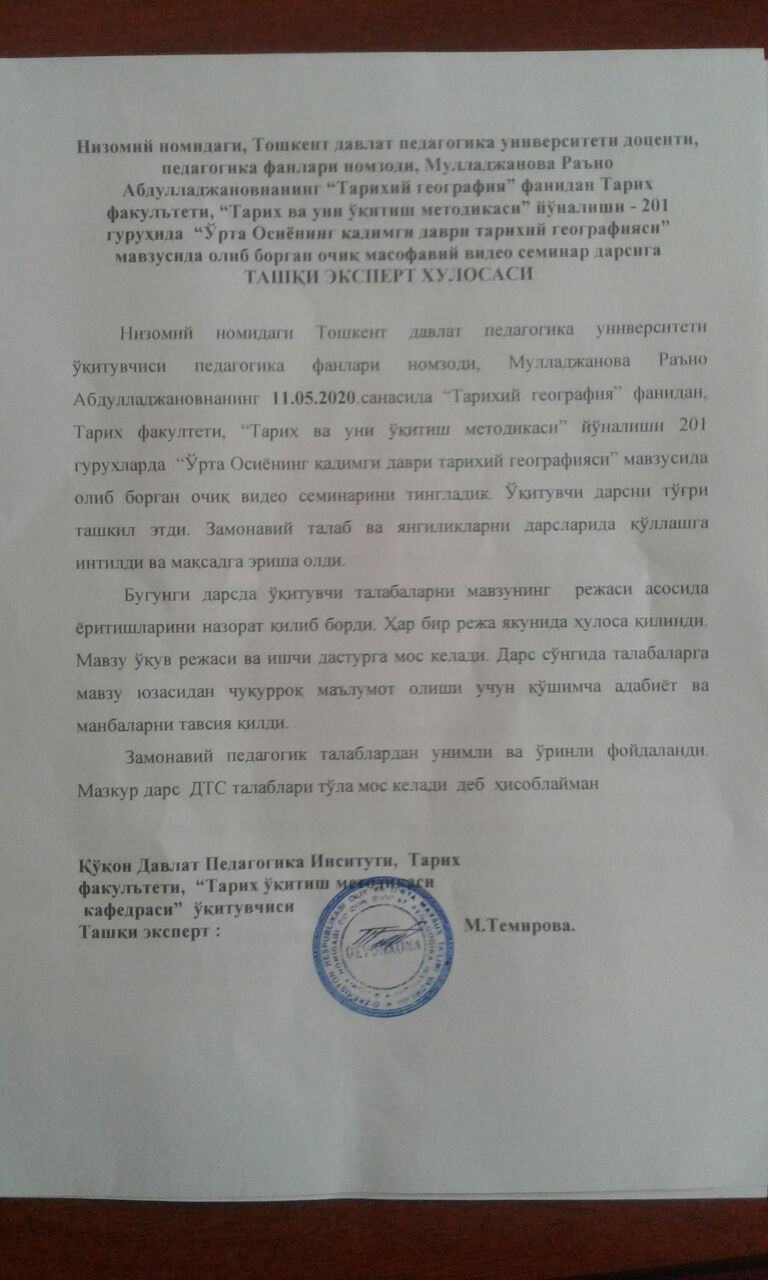 Низомий номидаги, Тошкент давлат педагогика университети доценти,
педагогика фанлари номзоди, Мулладжанова Раъно
Абдулладжановнанинг “Тарихий география” фанидан Тарих
факулътети, “Тарих ва уни ўқитиш методикаси” йўналиши - 201
гурухида “Ўрта Осиёнинг қадимги даври тарихий географияси”
мавзусида олиб борган очиқ масофавий видео семинар дарсига
ТАШҚИ ЭКСПЕРТ ХУЛОСАСИ
Низомий номидаги Тошкент давлат педагогика университети
ўқитувчиси педагогика фанлари номзоди, Мулладжанова Раъно
Абдулладжановнанинг 11.05.2020.санасида “Тарихий география” фанидан,
Тарих факултети, “Тарих ва уни ўқитиш методикаси” йўналиши 201
гурухларда “Ўрта Осиёнинг қадимги даври тарихий географияси” мавзусида
олиб борган очиқ видео семинарини тингладик. Ўқитувчи дарсни тўғри
ташкил этди. Замонавий талаб ва янгиликларни дарсларида қўллашга
интилди ва мақсадга эриша олди.
Бугунги дарсда ўқитувчи талабаларни мавзунинг режаси асосида
ёритишларини назорат қилиб борди. Ҳар бир режа якунида хулоса қилинди.
Мавзу ўқув режаси ва ишчи дастурга мос келади. Дарс сўнгида талабаларга
мавзу юзасидан чуқурроқ маълумот олиши учун қўшимча адабиёт ва
манбаларни тавсия қилди.
Замонавий педагогик талаблардан унимли ва ўринли фойдаланди.
Мазкур дарс ДТС талаблари тўла мос келади деб ҳисоблайман
Қўқон Давлат Педагогика Инситути, Тарих
факулътети, “Тарих ўқитиш методикаси
кафедраси” ўқитувчиси
Ташқи эксперт : М.Темирова.
DEVONXONA